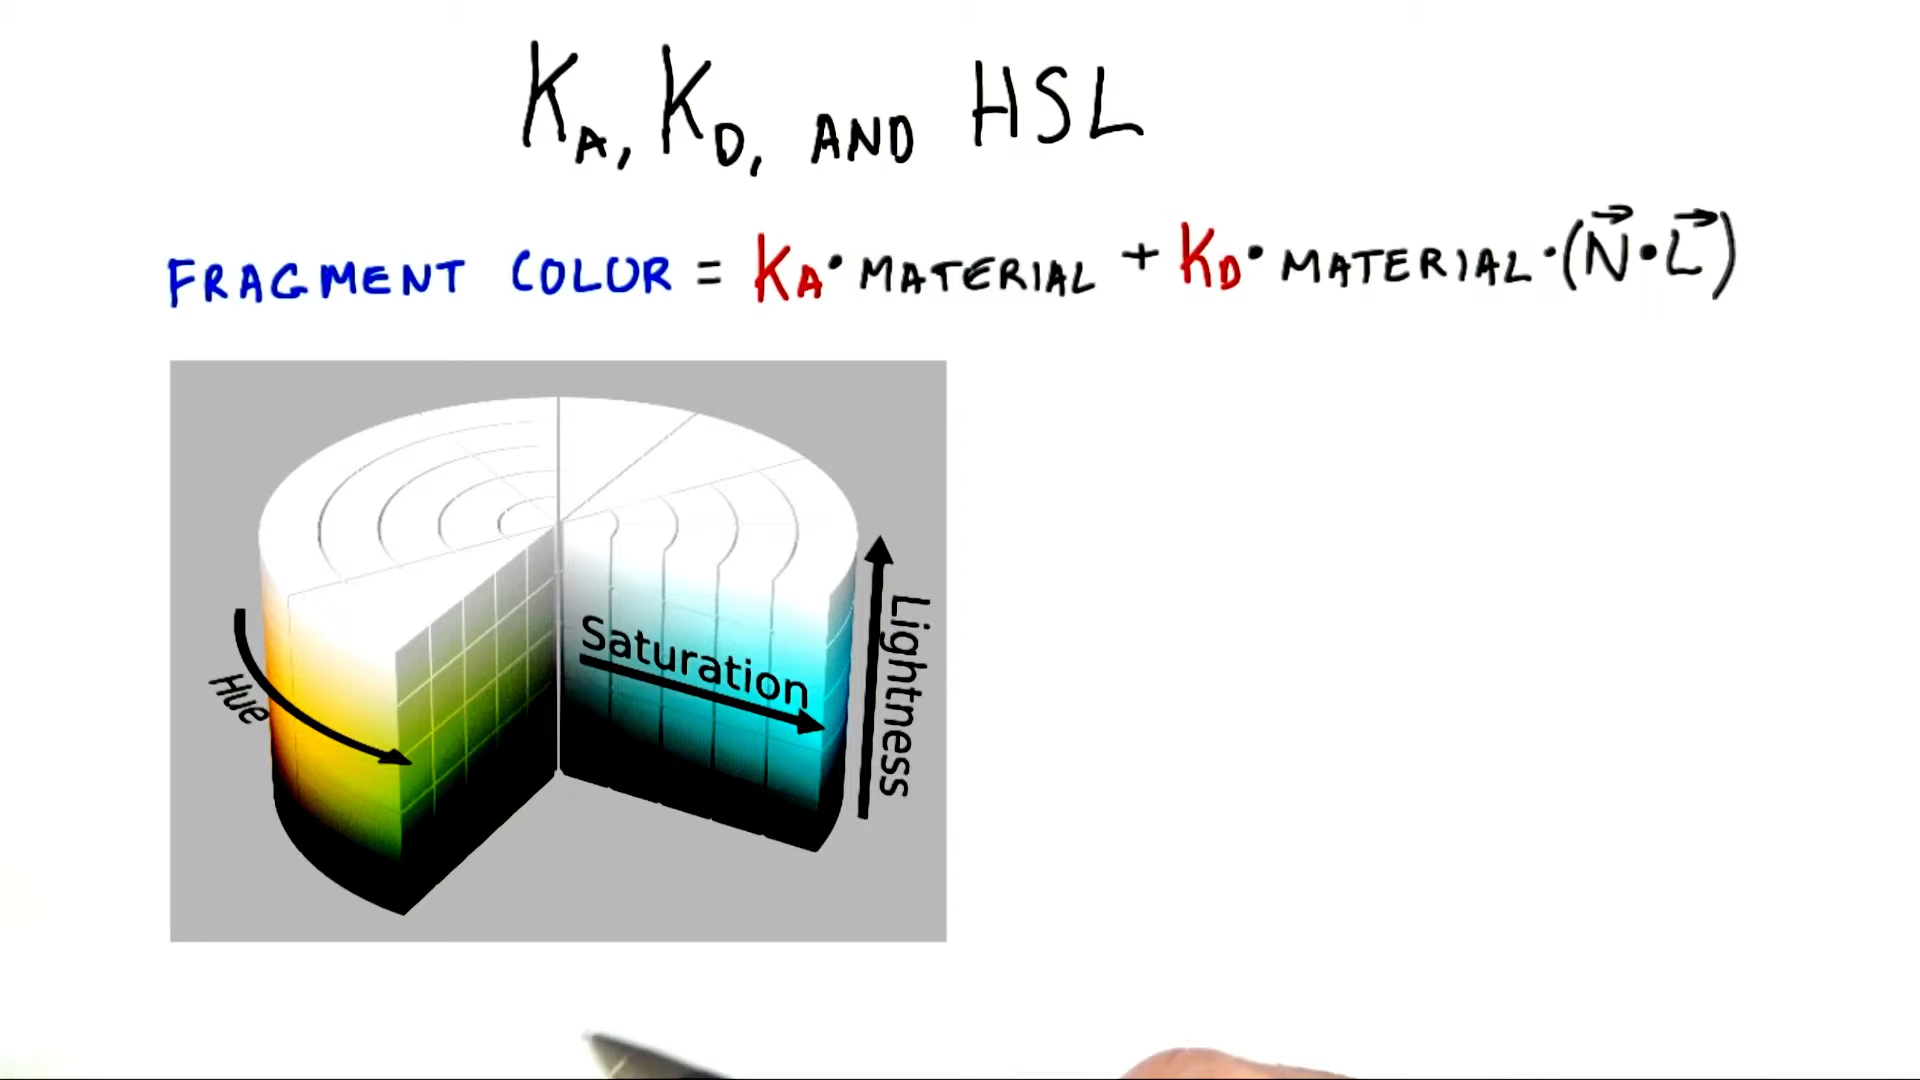 KA, KD, AND HSL
FRAGMENT COLOR = KA·MATERIAL + KD·MATERIAL·(N·L)
Saturation
Hue
Lightness